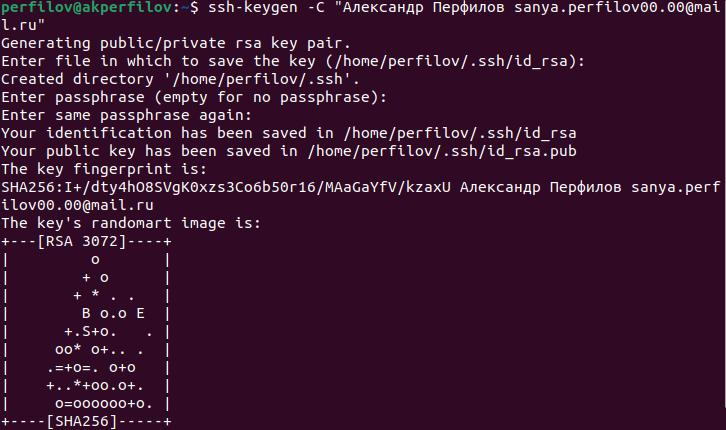 perfilov@akperfilov:~$ ssh-keygen -C "Александр Перфилов sanya.perfilov00.00@mai
l.ru"
Generating public/private rsa key pair.
Enter file in which to save the key (/home/perfilov/.ssh/id_rsa):
Created directory '/home/perfilov/.ssh'.
Enter passphrase (empty for no passphrase):
Enter same passphrase again:
Your identification has been saved in /home/perfilov/.ssh/id_rsa
Your public key has been saved in /home/perfilov/.ssh/id_rsa.pub
The key fingerprint is:
SHA256:I+/dty4hO8SVgK0xzs3Co6b50r16/MAaGaYfV/kzaxU Александр Перфилов sanya.perf
ilov00.00@mail.ru
The key's randomart image is:
+---[RSA 3072]----+
|         o       |
|        + o      |
|       + * . .   |
|        B o.o E  |
|      +.S+o.   . |
|     oo* o+.. .  |
|    .=+o=. o+o   |
|    +..*+oo.o+.  |
|     o=oooooo+o. |
+----[SHA256]-----+